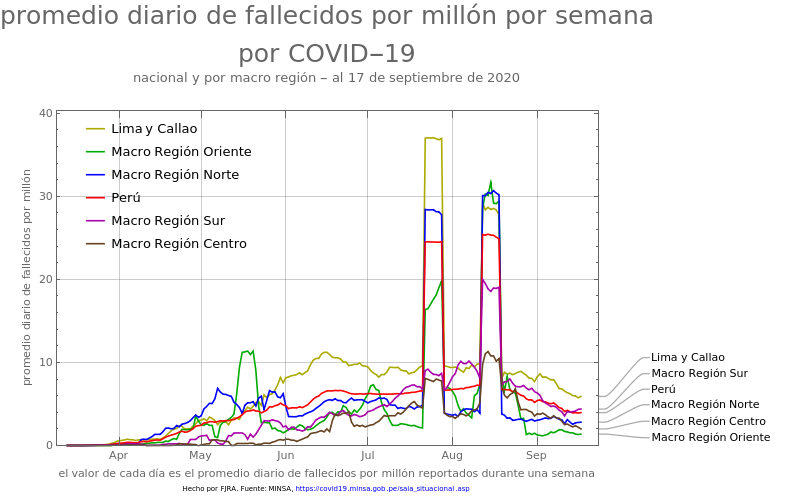 promedio diario de fallecidos por millón por semana
por COVID−19
nacional y por macro región − al 17 de septiembre de 2020
promedio diario de fallecidos por millón
40
30
20
10
0
Lima y Callao
Macro Región Oriente
Macro Región Norte
Perú
Macro Región Sur
Macro Región Centro
Apr May Jun Jul Aug Sep
Lima y Callao
Macro Región Sur
Perú
Macro Región Norte
Macro Región Centro
Macro Región Oriente
el valor de cada día es el promedio diario de fallecidos por millón reportados durante una semana
Hecho por FJRA. Fuente: MINSA, https://covid19.minsa.gob.pe/sala_situacional.asp